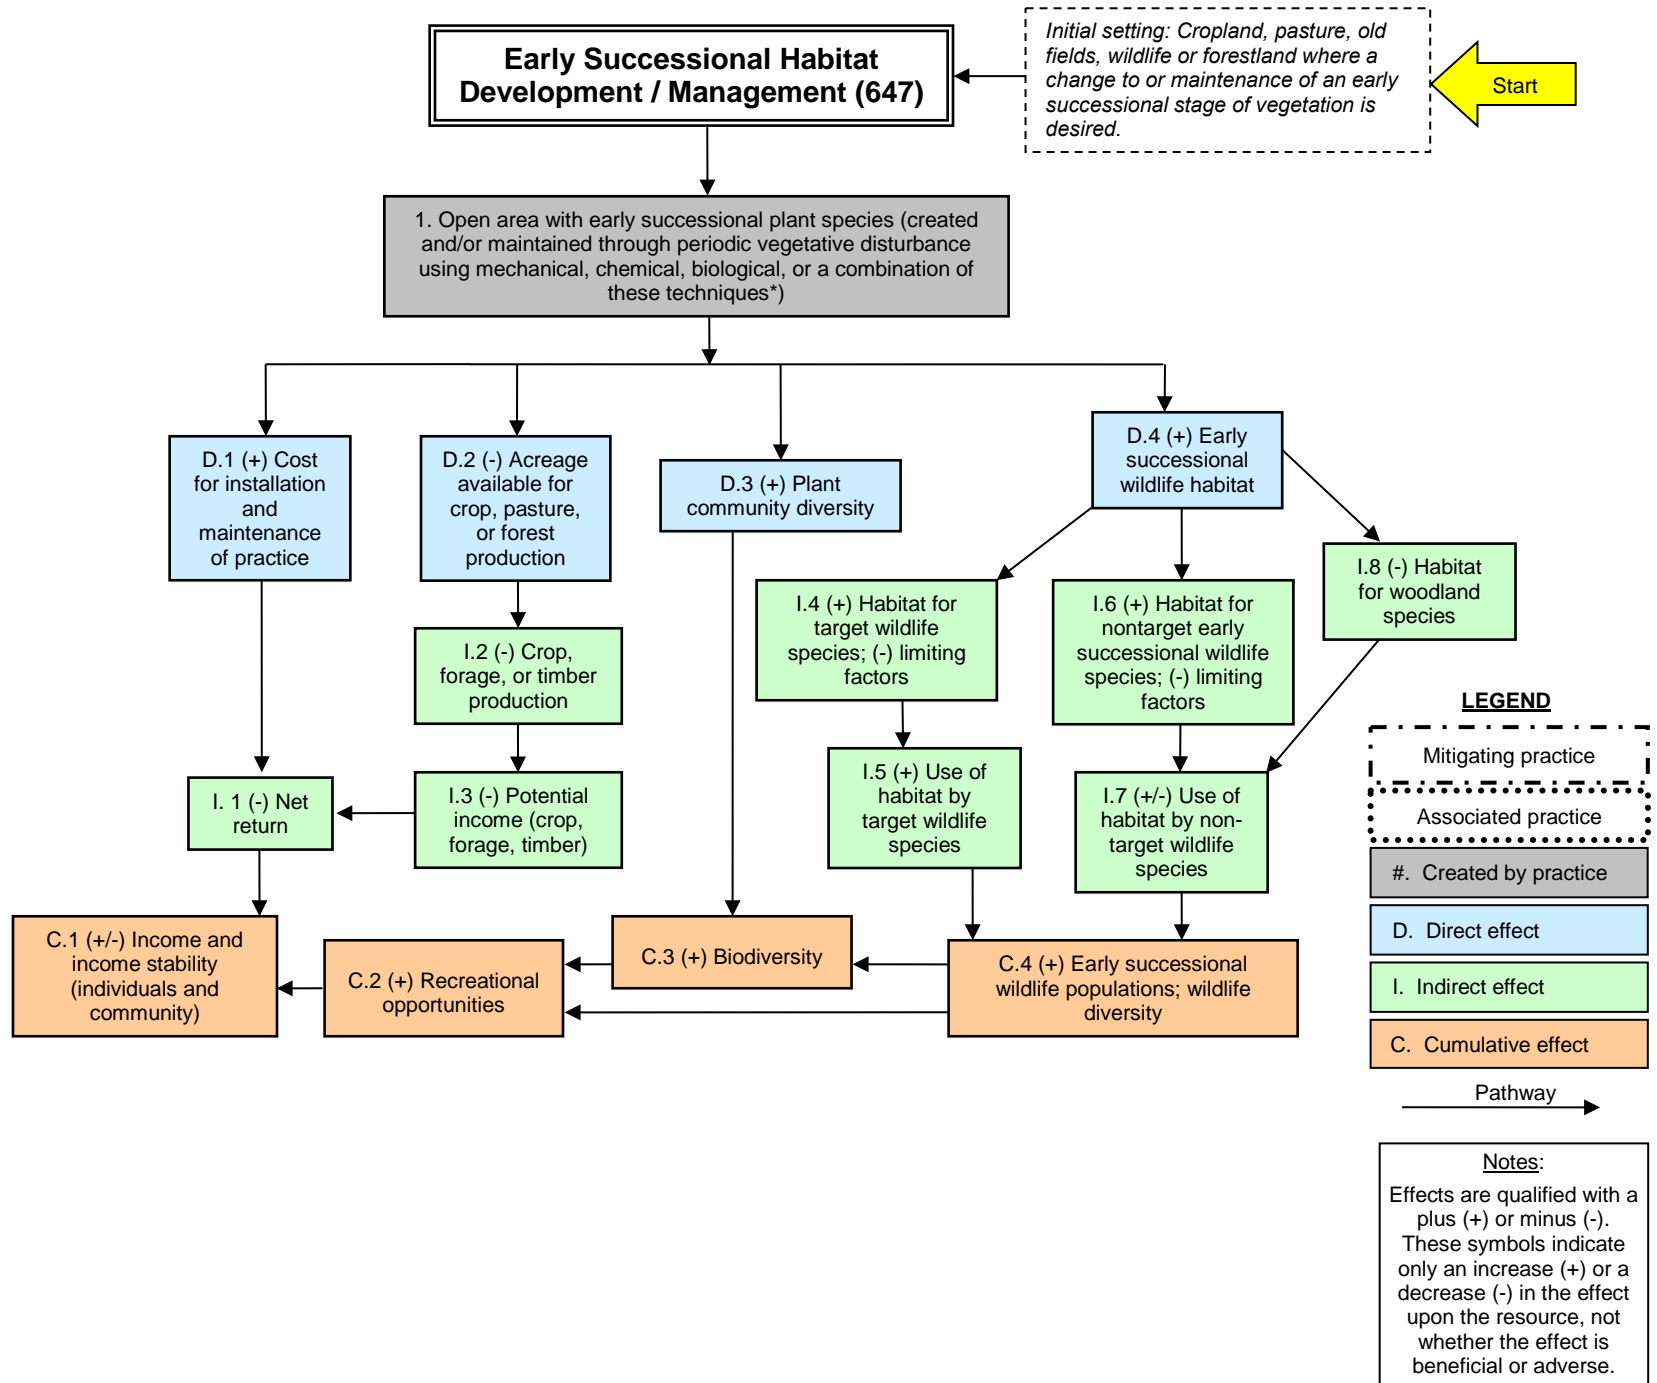 Early Successional Habitat
Development / Management (647)
Initial setting: Cropland, pasture, old
fields, wildlife or forestland where a
change to or maintenance of an early
successional stage of vegetation is
desired.
Start
1. Open area with early successional plant species (created
and/or maintained through periodic vegetative disturbance
using mechanical, chemical, biological, or a combination of
these techniques*)
D.1 (+) Cost
for installation
and
maintenance
of practice
D.2 (-) Acreage
available for
crop, pasture,
or forest
production
D.3 (+) Plant
community diversity
D.4 (+) Early
successional
wildlife habitat
I.8 (-) Habitat
for woodland
species
I.4 (+) Habitat for
target wildlife
species; (-) limiting
factors
I.6 (+) Habitat for
nontarget early
successional wildlife
species; (-) limiting
factors
I.2 (-) Crop,
forage, or timber
production
I.5 (+) Use of
habitat by
target wildlife
species
I.7 (+/-) Use of
habitat by non-
target wildlife
species
I. 1 (-) Net
return
I.3 (-) Potential
income (crop,
forage, timber)
C.1 (+/-) Income and
income stability
(individuals and
community)
C.2 (+) Recreational
opportunities
C.3 (+) Biodiversity
C.4 (+) Early successional
wildlife populations; wildlife
diversity
LEGEND
Mitigating practice
Associated practice
#. Created by practice
D. Direct effect
I. Indirect effect
C. Cumulative effect
Pathway
Notes:
Effects are qualified with a
plus (+) or minus (-).
These symbols indicate
only an increase (+) or a
decrease (-) in the effect
upon the resource, not
whether the effect is
beneficial or adverse.